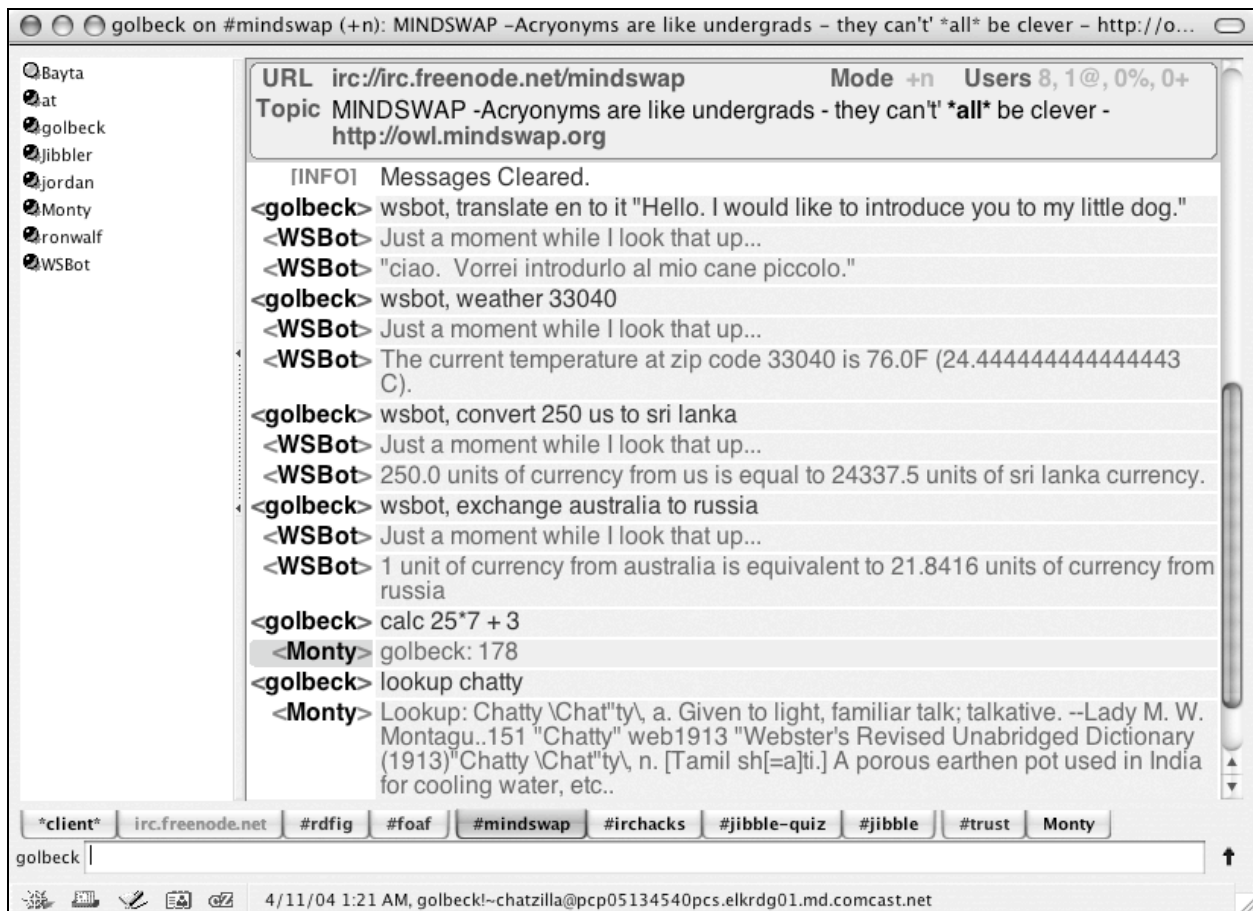 golbeck on #mindswap (+n): MINDSWAP –Acryonyms are like undergrads – they can't' *all* be clever – http://o...
Bayta
at
golbeck
Jibbler
jordan
Monty
ronwalf
WSBot
URL irc://irc.freenode.net/mindswap Mode +n Users 8, 1@, 0%, 0+
Topic MINDSWAP -Acryonyms are like undergrads - they can't' *all* be clever -
http://owl.mindswap.org
[INFO] Messages Cleared.
<golbeck> wsbot, translate en to it "Hello. I would like to introduce you to my little dog."
<WSBot> Just a moment while I look that up...
<WSBot> "ciao.  Vorrei introdurlo al mio cane piccolo."
<golbeck> wsbot, weather 33040
<WSBot> Just a moment while I look that up...
<WSBot> The current temperature at zip code 33040 is 76.0F (24.444444444444443
C).
<golbeck> wsbot, convert 250 us to sri lanka
<WSBot> Just a moment while I look that up...
<WSBot> 250.0 units of currency from us is equal to 24337.5 units of sri lanka currency.
<golbeck> wsbot, exchange australia to russia
<WSBot> Just a moment while I look that up...
<WSBot> 1 unit of currency from australia is equivalent to 21.8416 units of currency from
russia
<golbeck> calc 25*7 + 3
<Monty> golbeck: 178
<golbeck> lookup chatty
<Monty> Lookup: Chatty \Chat"ty\, a. Given to light, familiar talk; talkative. --Lady M. W.
Montagu..151 "Chatty" web1913 "Webster's Revised Unabridged Dictionary
(1913)"Chatty \Chat"ty\, n. [Tamil sh[=a]ti.] A porous earthen pot used in India
for cooling water, etc..
*client* irc.freenode.net #rdfig #foaf #mindswap #irchacks #jibble-quiz #jibble #trust Monty
golbeck
4/11/04 1:21 AM, golbeck!~chatzilla@pcp05134540pcs.elkrdg01.md.comcast.net